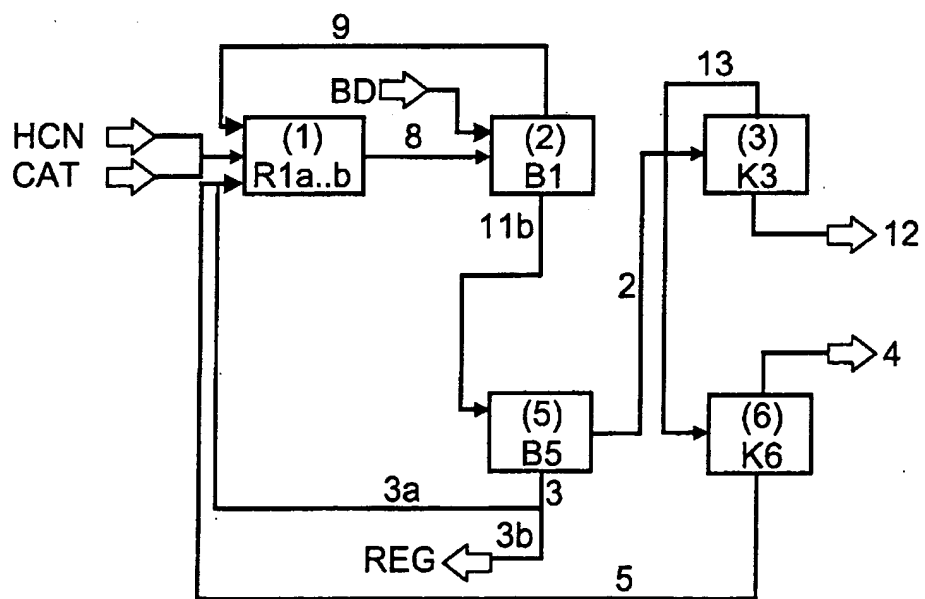 9
13
BD
HCN
CAT
(1)
R1a..b
8
(2)
B1
(3)
K3
11b
12
2
4
(5)
B5
(6)
K6
3a
3
3b
REG
5